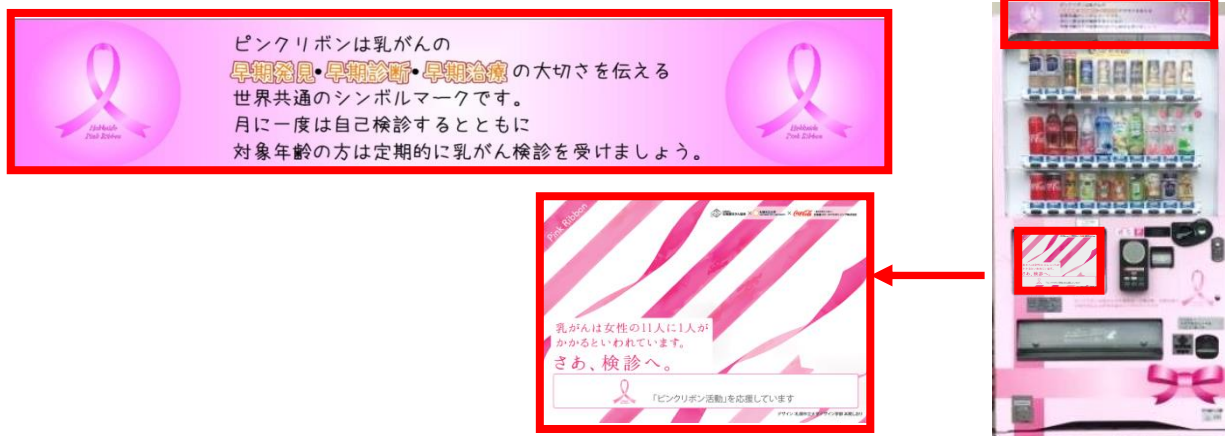 ピンクリボンは乳がんの
早期発見•早期診断•早期治療の大切さを伝える
世界共通のシンボルマークです。
月に一度は自己検診するとともに
対象年齢の方は定期的に乳がん検診を受けましょう。
Hokkaido
Pink Ribbon
Hokkaido
Pink Ribbon
Pink Ribbon
Coca-Cola
乳がんは女性の11人に1人が
かかるといわれています。
さあ、検診へ。
「ピンクリボン活動」を応援しています